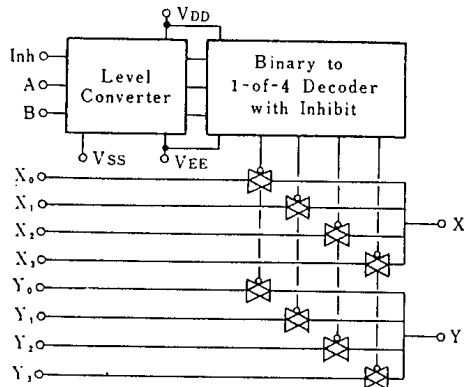 VDD
Inh
A
B
Level
Converter
Binary to
1-of-4 Decoder
with Inhibit
VSS
VEE
X₀
X₁
X₂
X₃
X
Y₀
Y₁
Y₂
Y₃
Y